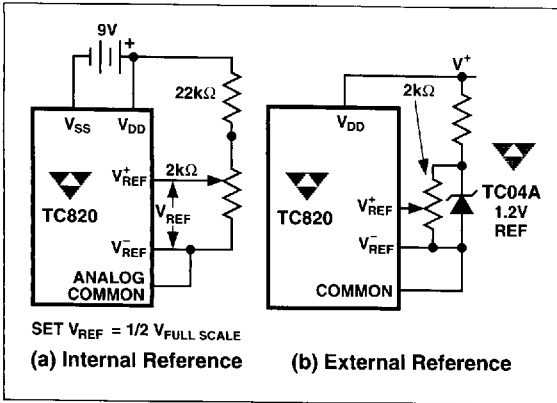 9V
+
22kΩ
VSS VDD
V+REF
2kΩ
VREF
TC820
V–REF
ANALOG
COMMON
SET VREF = 1/2 VFULL SCALE
(a) Internal Reference
V+
2kΩ
VDD
TC820
V+REF
V–REF
TC04A
1.2V
REF
COMMON
(b) External Reference